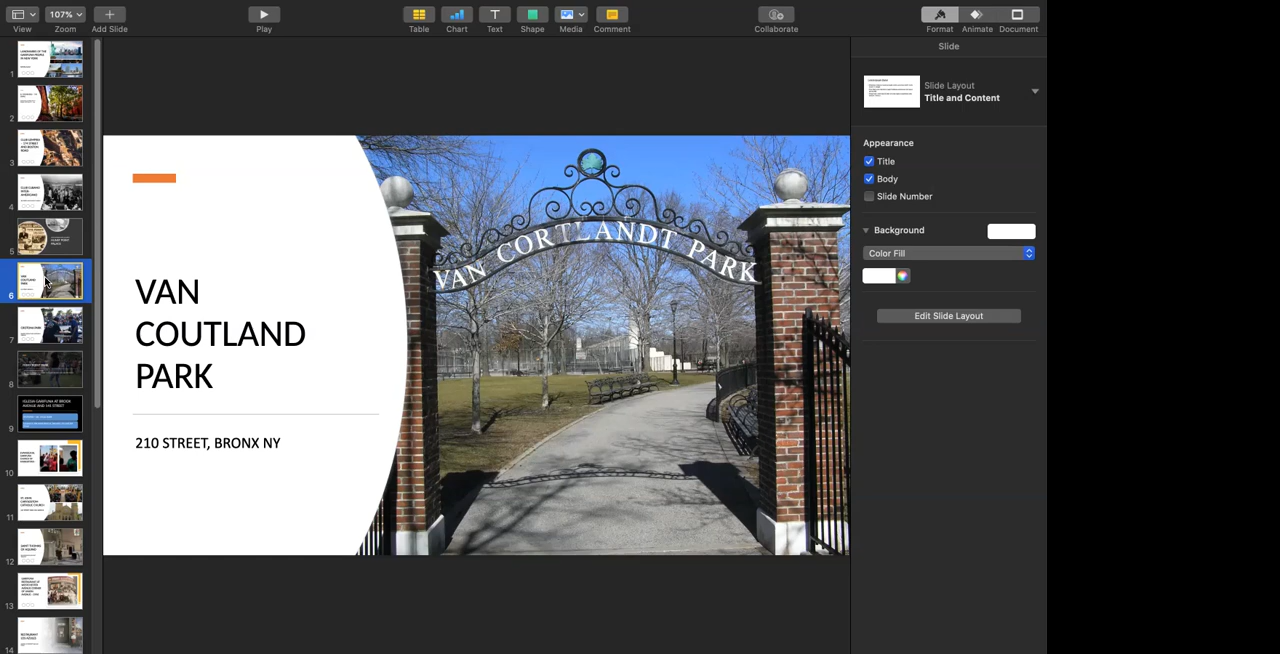 107%
View
Zoom
Add Slide
Play
Table
Chart
Text
Shape
Media
Comment
Collaborate
Format
Animate
Document
Slide
Slide Layout
Title and Content
Appearance
Title
Body
Slide Number
Background
Color Fill
Edit Slide Layout
VAN
COUTLAND
PARK
210 STREET, BRONX NY
VAN CORTLANDT PARK
1
2
3
4
5
6
7
8
9
10
11
12
13
14